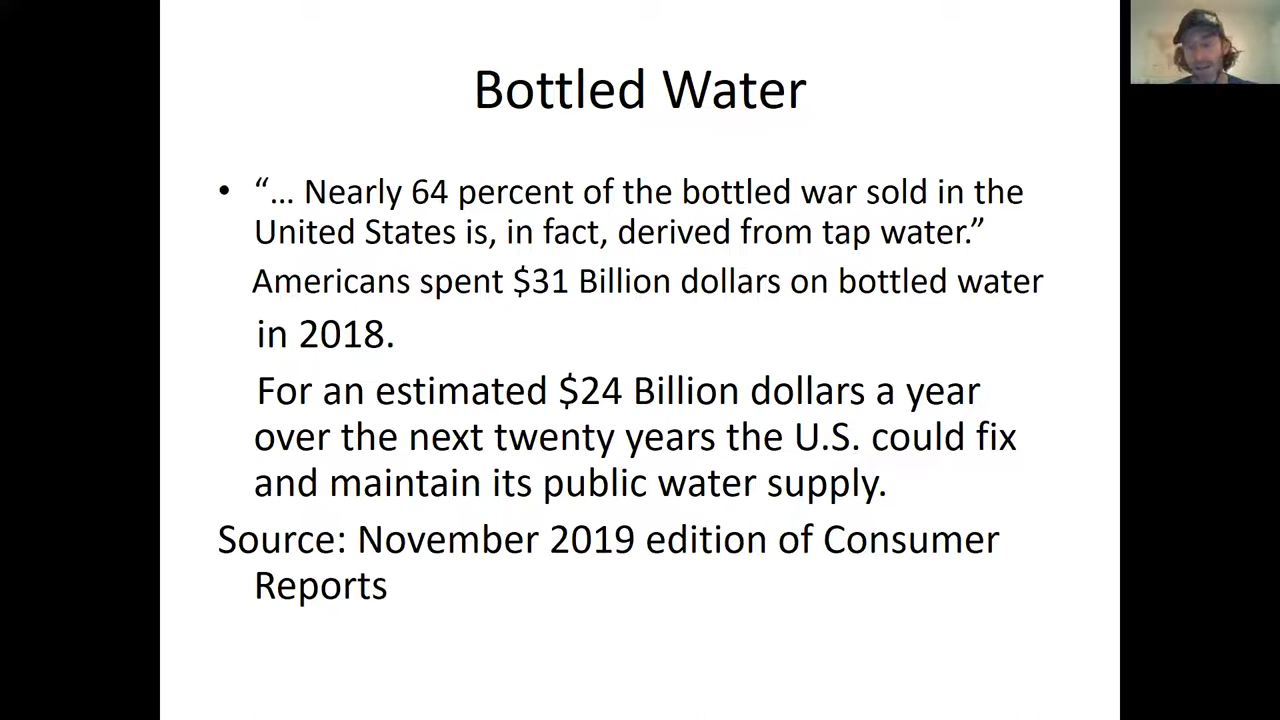 Bottled Water
• “... Nearly 64 percent of the bottled war sold in the
United States is, in fact, derived from tap water.”
Americans spent $31 Billion dollars on bottled water
in 2018.
For an estimated $24 Billion dollars a year
over the next twenty years the U.S. could fix
and maintain its public water supply.
Source: November 2019 edition of Consumer
Reports